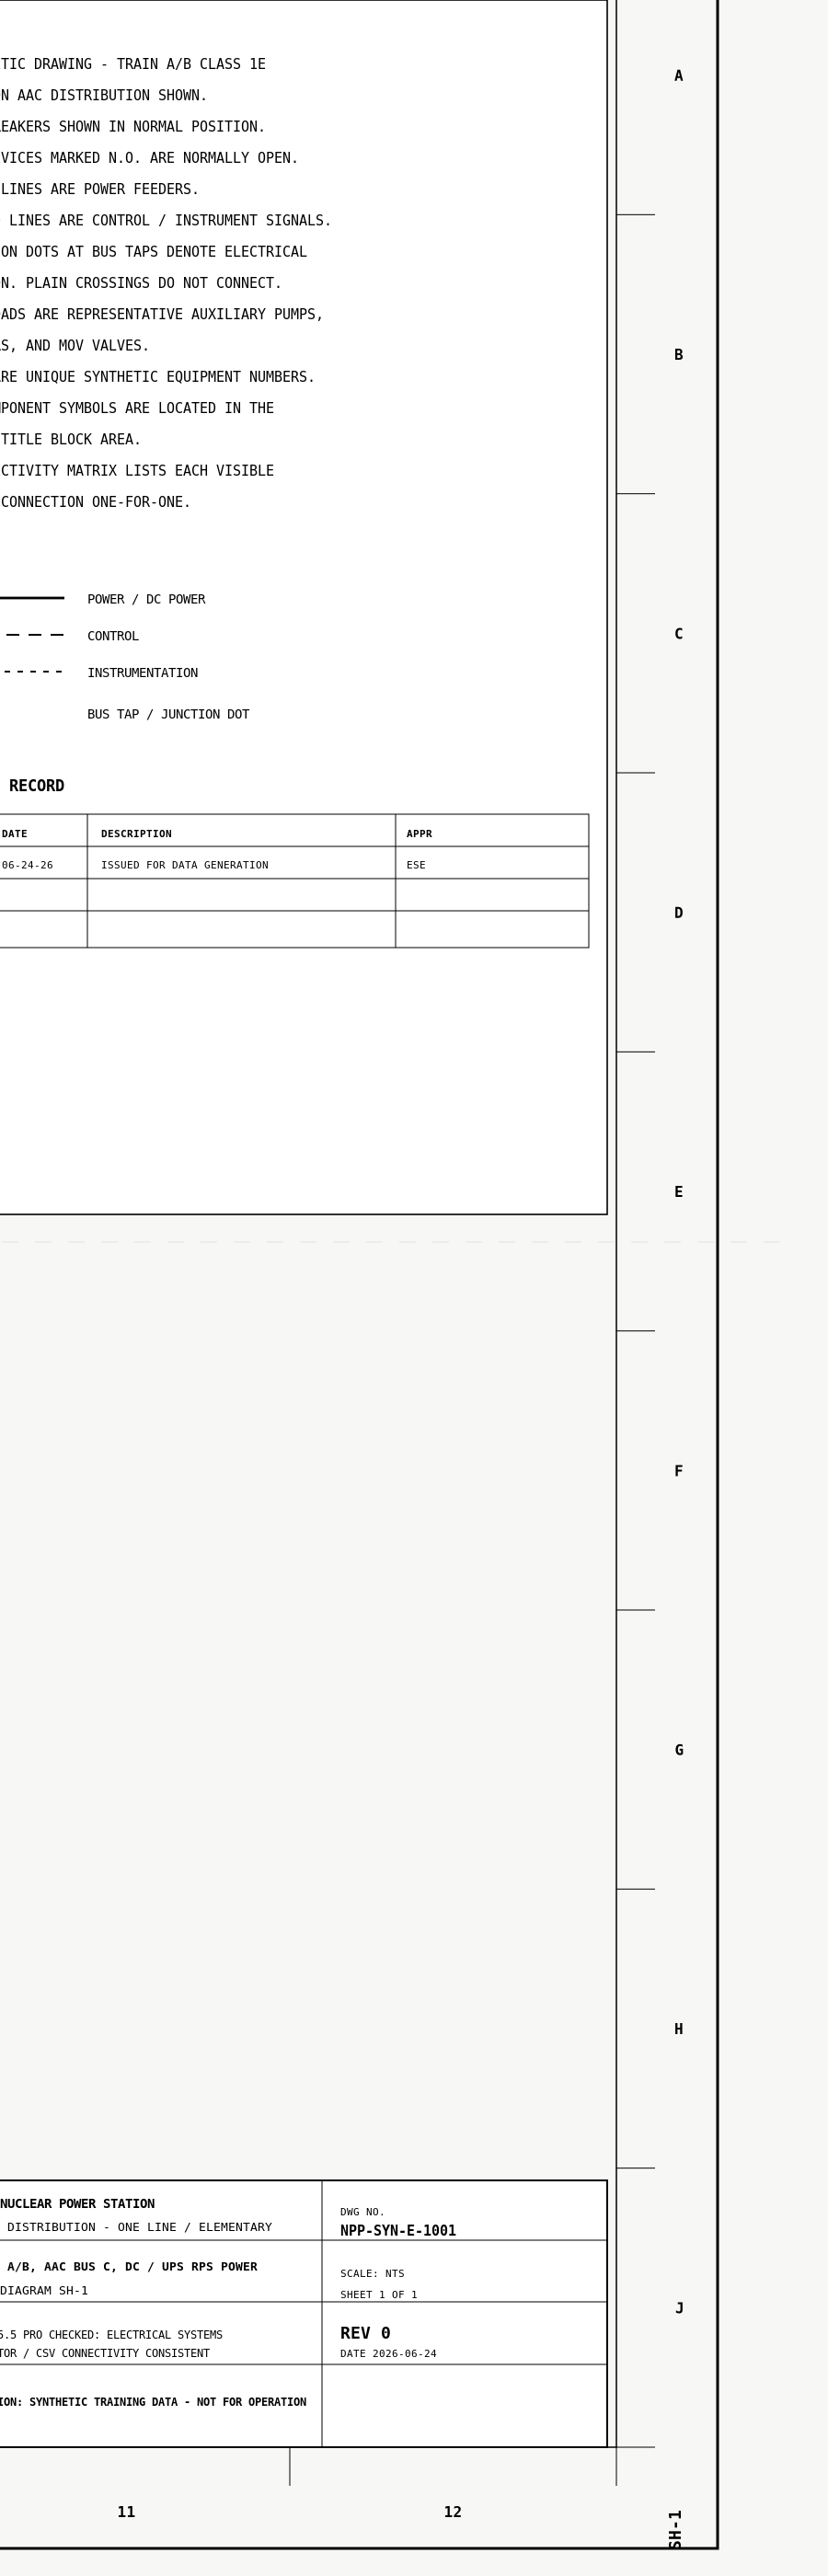 TIC DRAWING - TRAIN A/B CLASS 1E
N AAC DISTRIBUTION SHOWN.
EAKERS SHOWN IN NORMAL POSITION.
VICES MARKED N.O. ARE NORMALLY OPEN.
LINES ARE POWER FEEDERS.
LINES ARE CONTROL / INSTRUMENT SIGNALS.
ON DOTS AT BUS TAPS DENOTE ELECTRICAL
N. PLAIN CROSSINGS DO NOT CONNECT.
ADS ARE REPRESENTATIVE AUXILIARY PUMPS,
S, AND MOV VALVES.
RE UNIQUE SYNTHETIC EQUIPMENT NUMBERS.
PONENT SYMBOLS ARE LOCATED IN THE
TITLE BLOCK AREA.
CTIVITY MATRIX LISTS EACH VISIBLE
CONNECTION ONE-FOR-ONE.
POWER / DC POWER
CONTROL
INSTRUMENTATION
BUS TAP / JUNCTION DOT
RECORD
DATE DESCRIPTION APPR
06-24-26 ISSUED FOR DATA GENERATION ESE
A
B
C
D
E
F
G
H
J
NUCLEAR POWER STATION
DISTRIBUTION - ONE LINE / ELEMENTARY
A/B, AAC BUS C, DC / UPS RPS POWER
DIAGRAM SH-1
5.5 PRO CHECKED: ELECTRICAL SYSTEMS
TOR / CSV CONNECTIVITY CONSISTENT
ION: SYNTHETIC TRAINING DATA - NOT FOR OPERATION
DWG NO.
NPP-SYN-E-1001
SCALE: NTS
SHEET 1 OF 1
REV 0
DATE 2026-06-24
11
12
SH-1